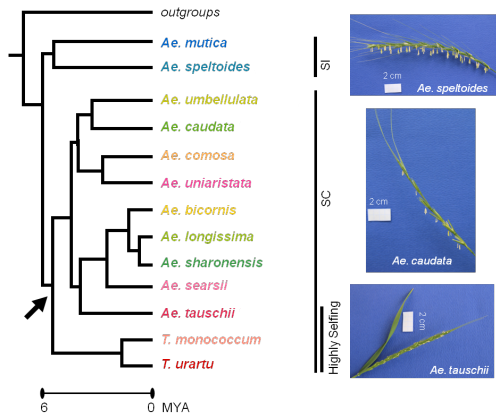 outgroups
Ae. mutica
Ae. speltoides
Ae. umbellulata
Ae. caudata
Ae. comosa
Ae. uniaristata
Ae. bicornis
Ae. longissima
Ae. sharonensis
Ae. searsii
Ae. tauschii
T. monococcum
T. urartu
6 0 MYA
SI
SC
Highly Selfing
2 cm
Ae. speltoides
2 cm
Ae. caudata
2 cm
Ae. tauschii